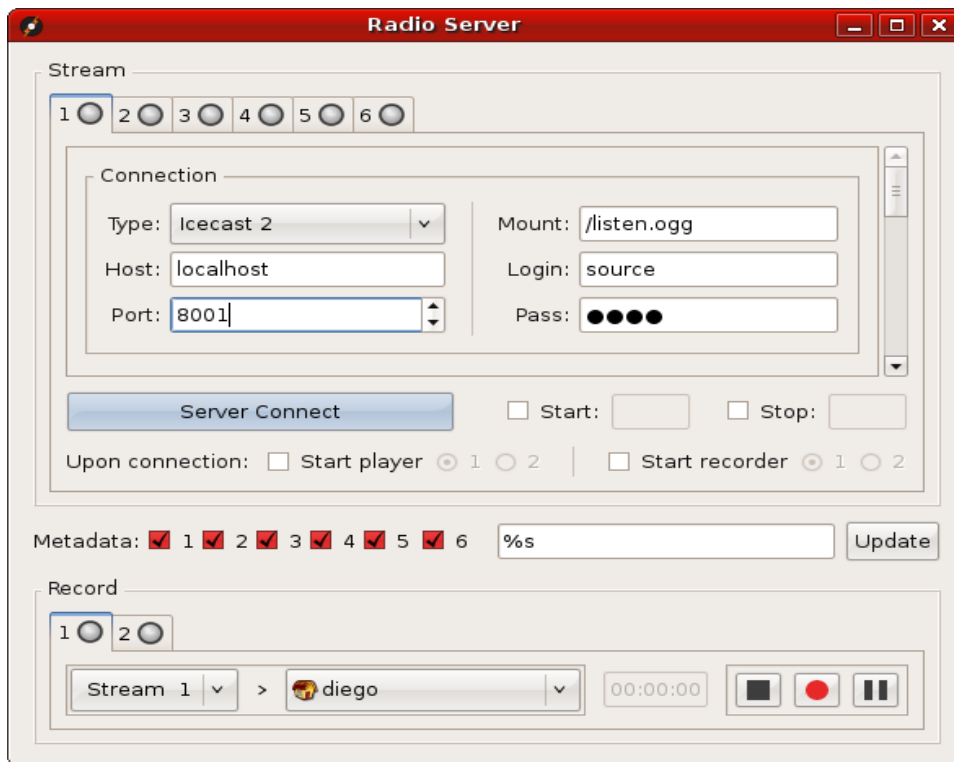 Radio Server
Stream
1 2 3 4 5 6
Connection
Type: Icecast 2 Mount: /listen.ogg
Host: localhost Login: source
Port: 8001 Pass: ●●●●
Server Connect Start: Stop:
Upon connection: Start player 1 2 Start recorder 1 2
Metadata: 1 2 3 4 5 6 %s Update
Record
1 2
Stream 1 > diego 00:00:00